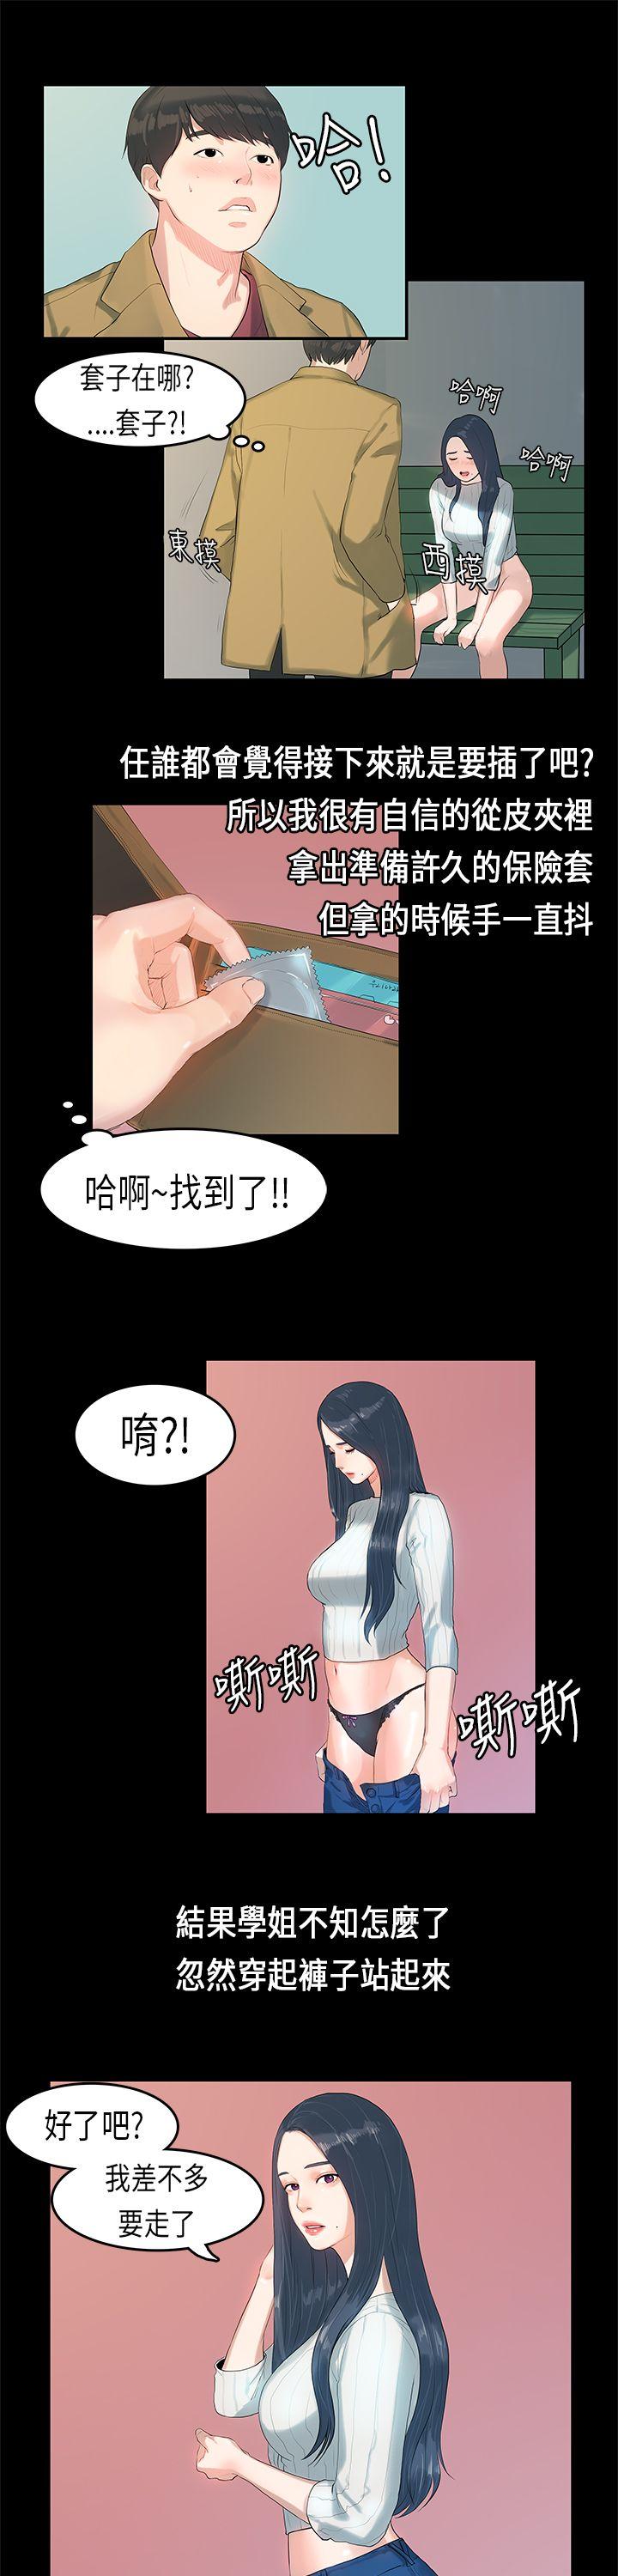 哈!
套子在哪?
....套子?!
哈啊
哈啊
東摸
西摸
任誰都會覺得接下來就是要插了吧?
所以我很有自信的從皮夾裡
拿出準備許久的保險套
但拿的時候手一直抖
哈啊~找到了!!
唷?!
嘶嘶
嘶嘶
結果學姐不知怎麼了
忽然穿起褲子站起來
好了吧?
我差不多
要走了